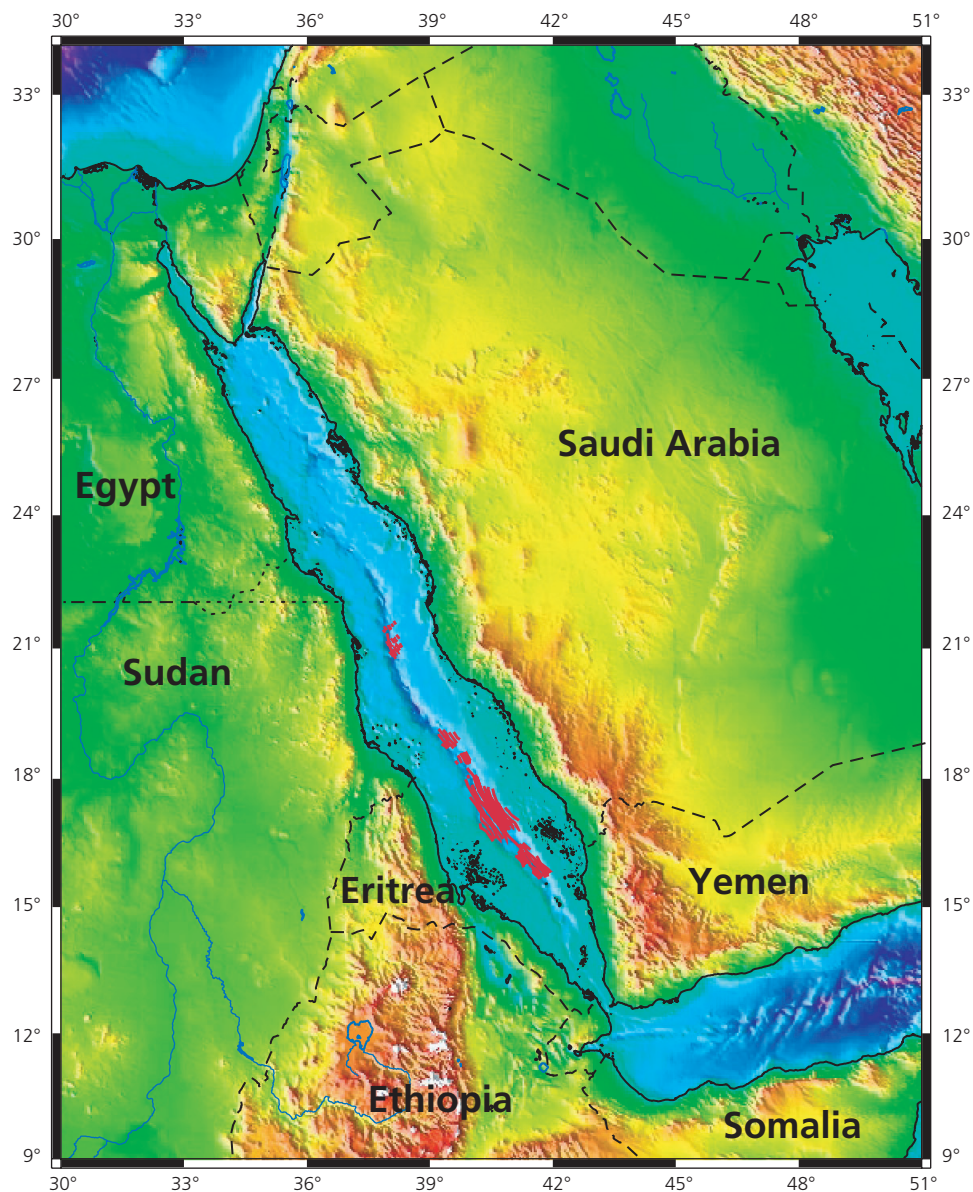 30° 33° 36° 39° 42° 45° 48° 51°
33° 33°
30° 30°
27° 27°
Saudi Arabia
Egypt
24° 24°
21° 21°
Sudan
18° 18°
Eritrea
Yemen
15° 15°
12° 12°
Ethiopia
Somalia
9° 9°
30° 33° 36° 39° 42° 45° 48° 51°